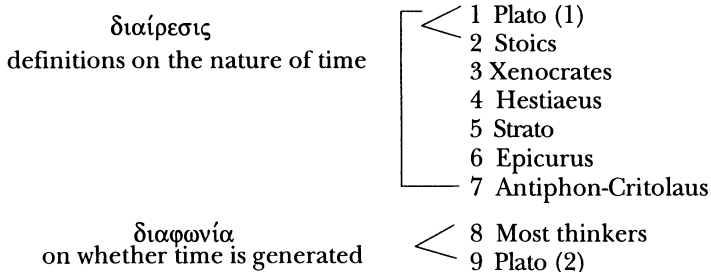 διαίρεσις
definitions on the nature of time
1 Plato (1)
2 Stoics
3 Xenocrates
4 Hestiaeus
5 Strato
6 Epicurus
7 Antiphon-Critolaus
διαφωνία
on whether time is generated
8 Most thinkers
9 Plato (2)